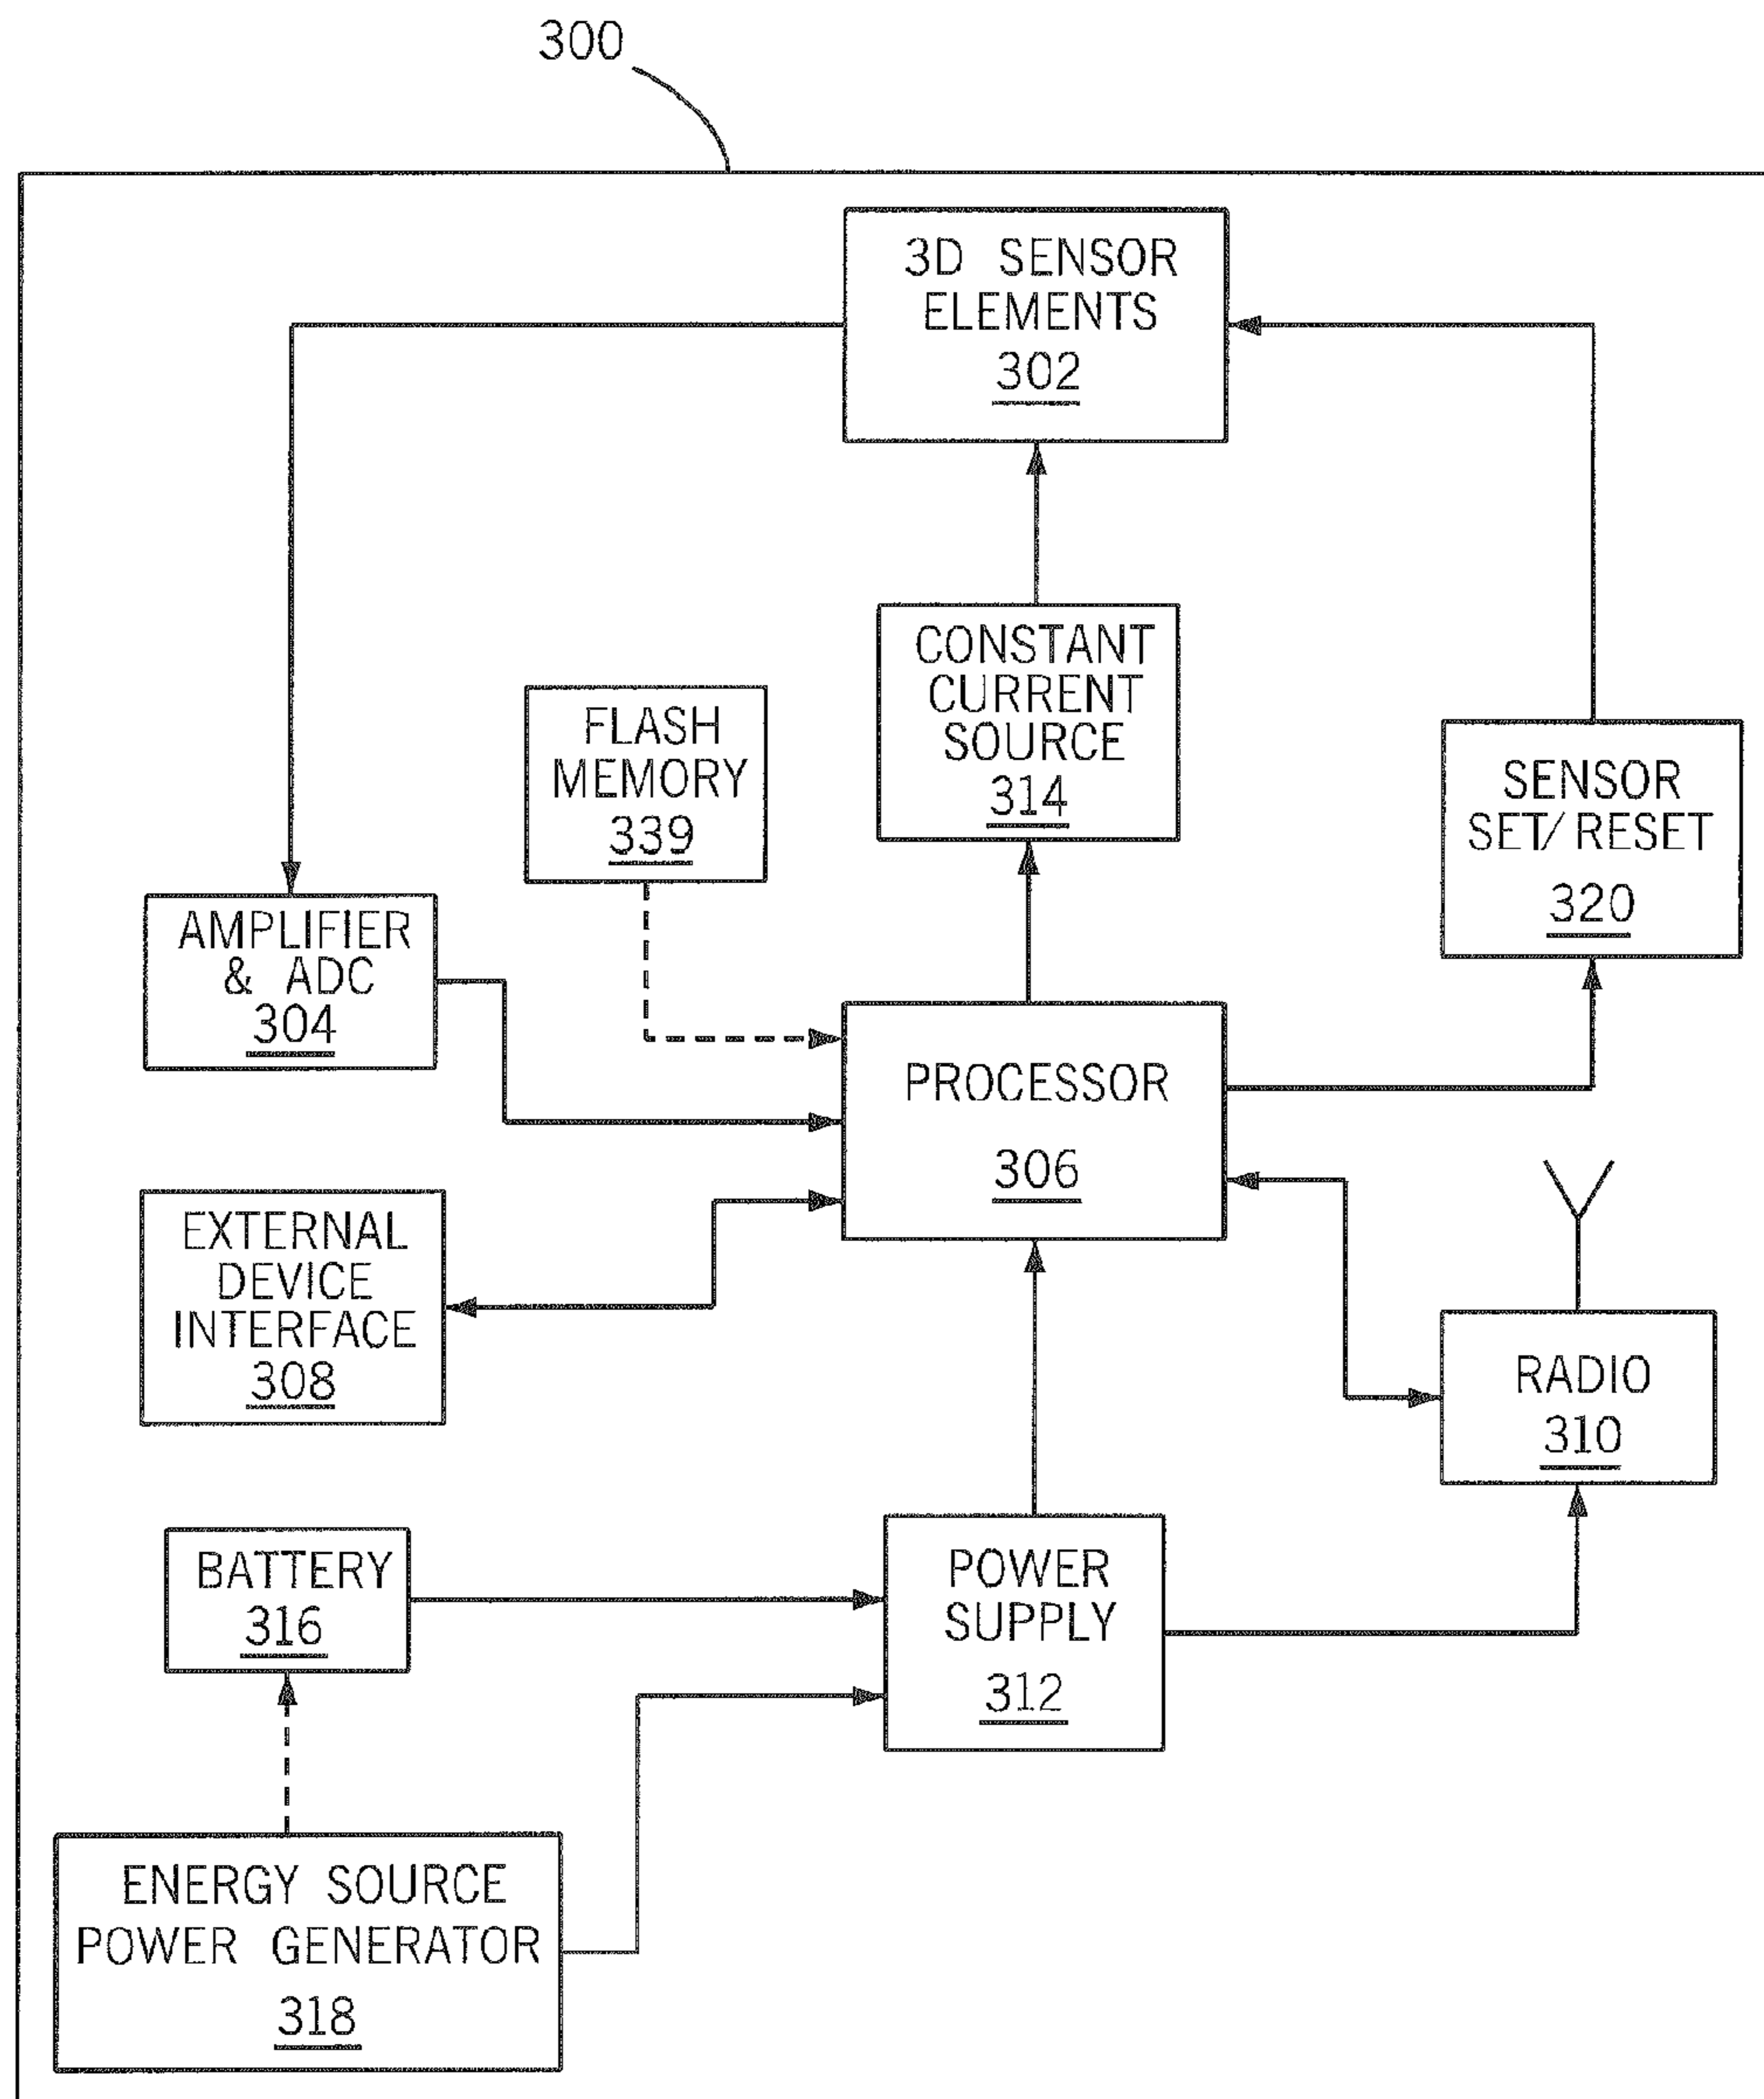 300
3D SENSOR
ELEMENTS
302
CONSTANT
CURRENT
SOURCE
314
FLASH
MEMORY
339
SENSOR
SET/RESET
320
AMPLIFIER
& ADC
304
PROCESSOR
306
EXTERNAL
DEVICE
INTERFACE
308
RADIO
310
BATTERY
316
POWER
SUPPLY
312
ENERGY SOURCE
POWER GENERATOR
318